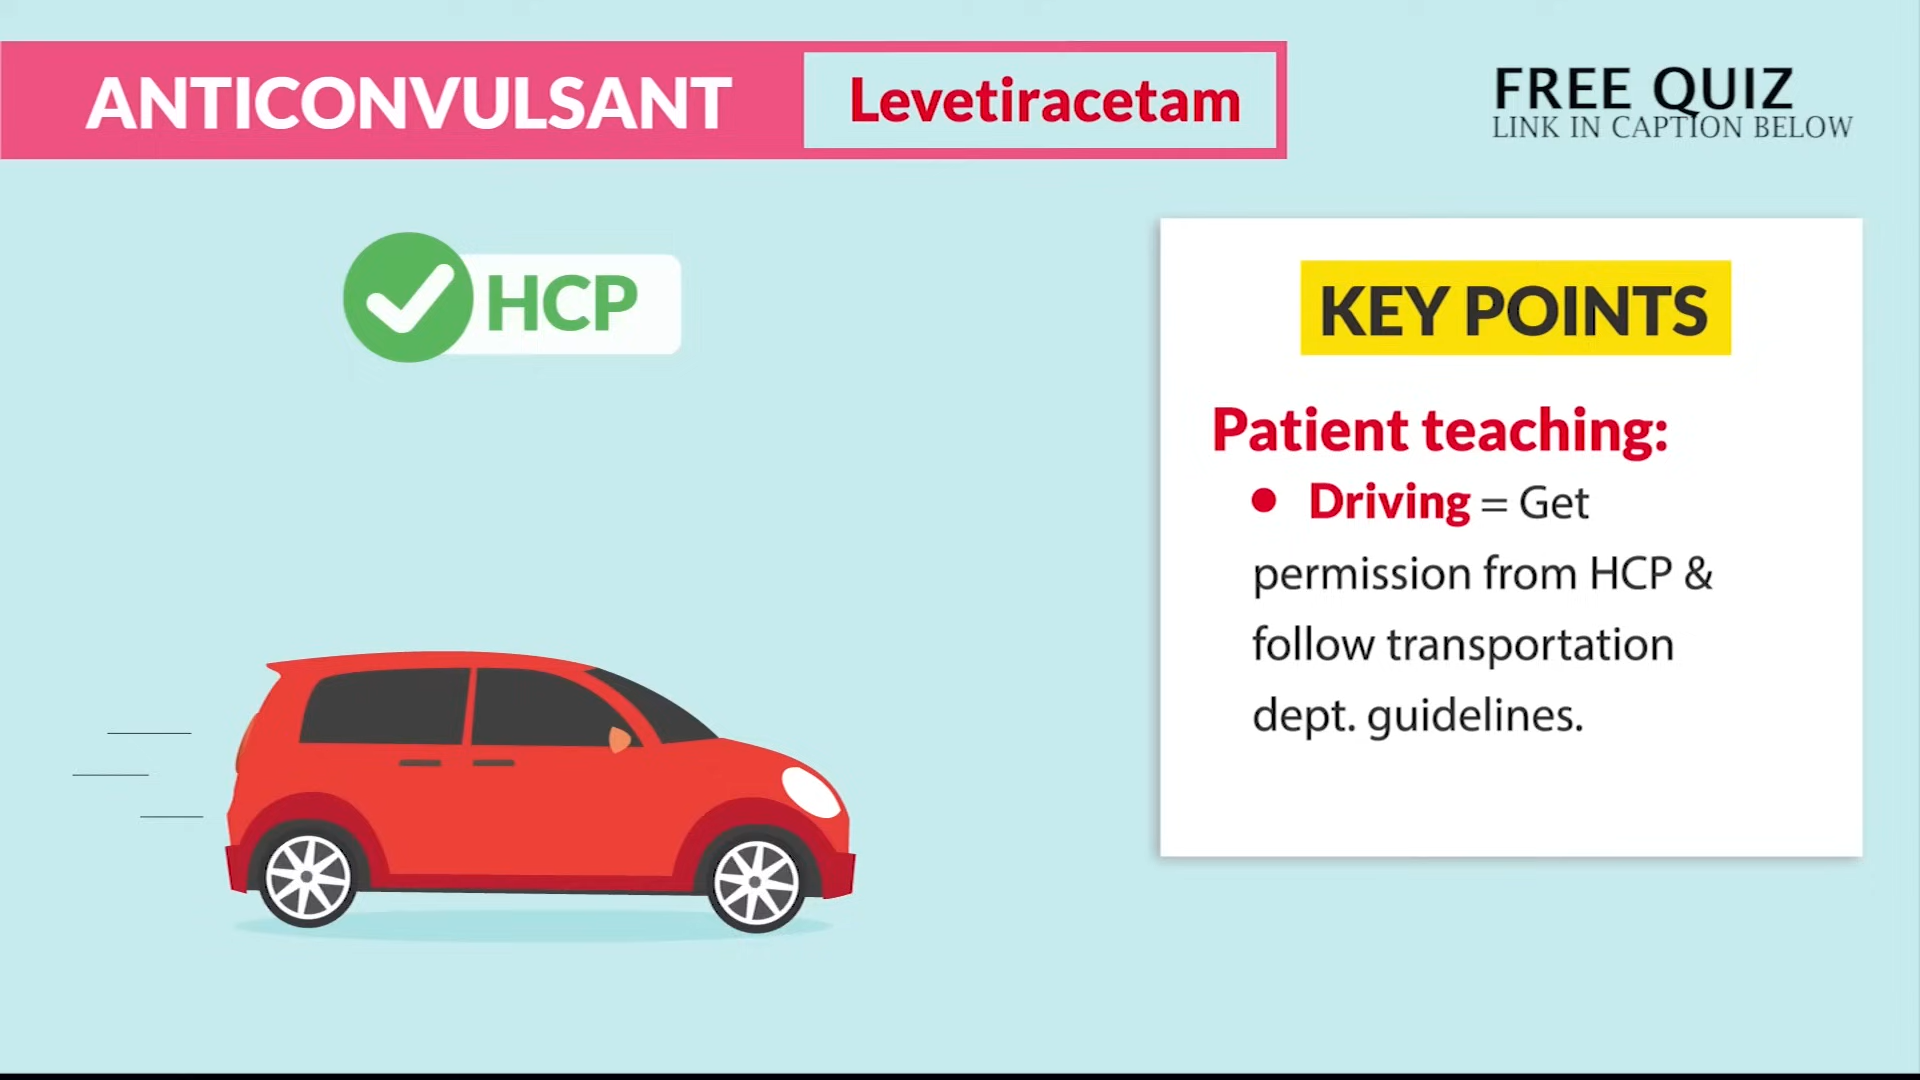 ANTICONVULSANT Levetiracetam
FREE QUIZ
LINK IN CAPTION BELOW
HCP
KEY POINTS
Patient teaching:
• Driving = Get
permission from HCP &
follow transportation
dept. guidelines.